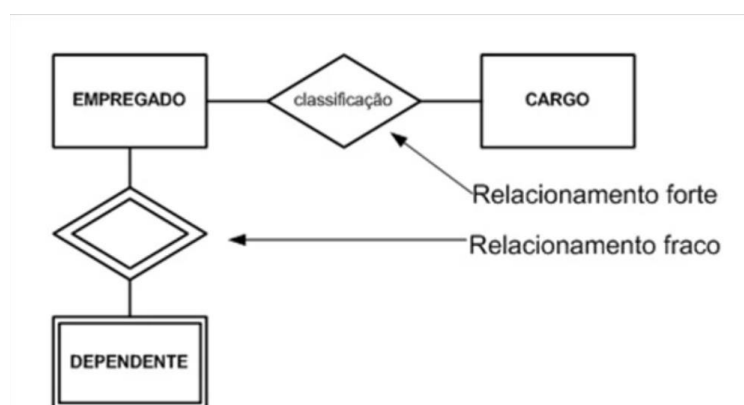 EMPREGADO
classificação
CARGO
Relacionamento forte
Relacionamento fraco
DEPENDENTE